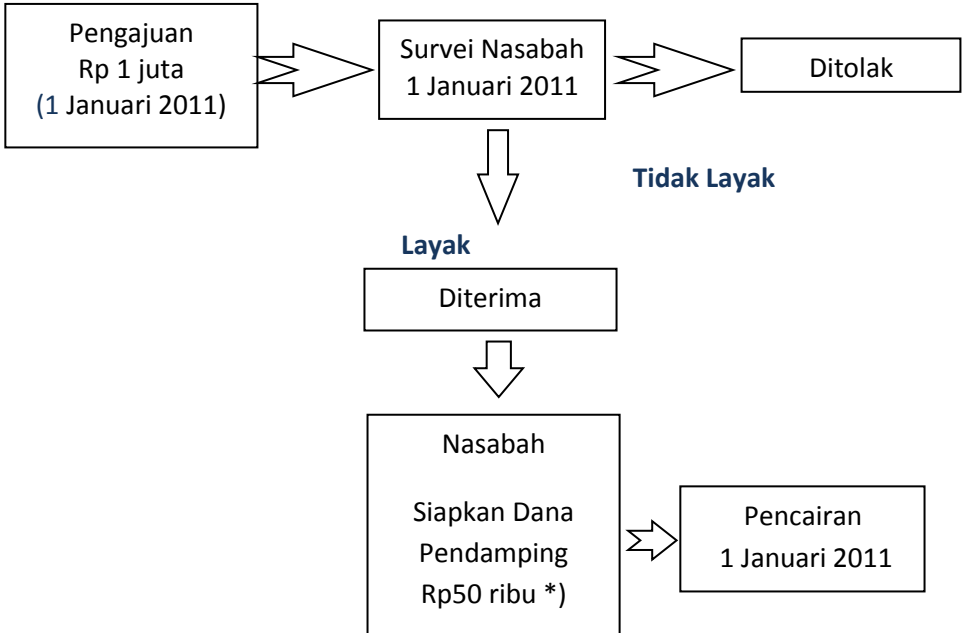 Pengajuan
Rp 1 juta
(1 Januari 2011)
Survei Nasabah
1 Januari 2011
Ditolak
Tidak Layak
Layak
Diterima
Nasabah
Siapkan Dana
Pendamping
Rp50 ribu *)
Pencairan
1 Januari 2011